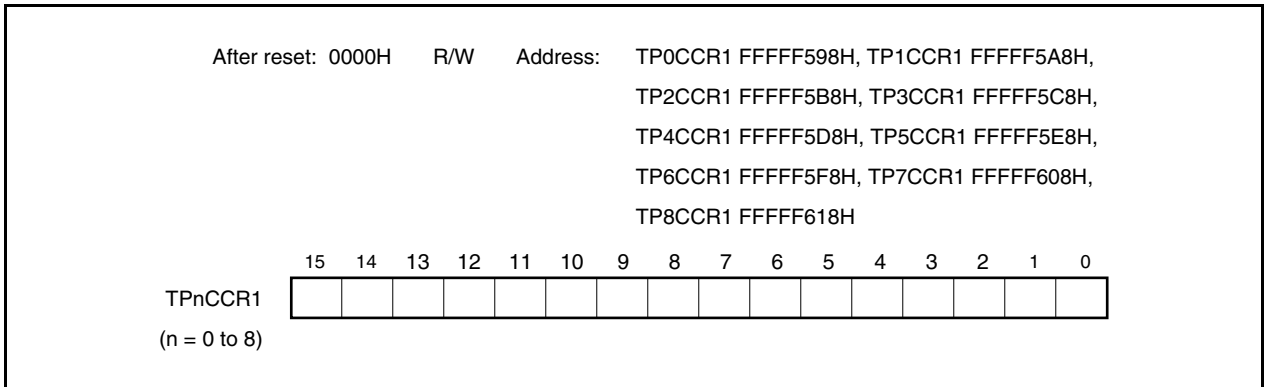 After reset: 0000H R/W Address: TP0CCR1 FFFFF598H, TP1CCR1 FFFFF5A8H,
TP2CCR1 FFFFF5B8H, TP3CCR1 FFFFF5C8H,
TP4CCR1 FFFFF5D8H, TP5CCR1 FFFFF5E8H,
TP6CCR1 FFFFF5F8H, TP7CCR1 FFFFF608H,
TP8CCR1 FFFFF618H
15 14 13 12 11 10 9 8 7 6 5 4 3 2 1 0
TPnCCR1
(n = 0 to 8)